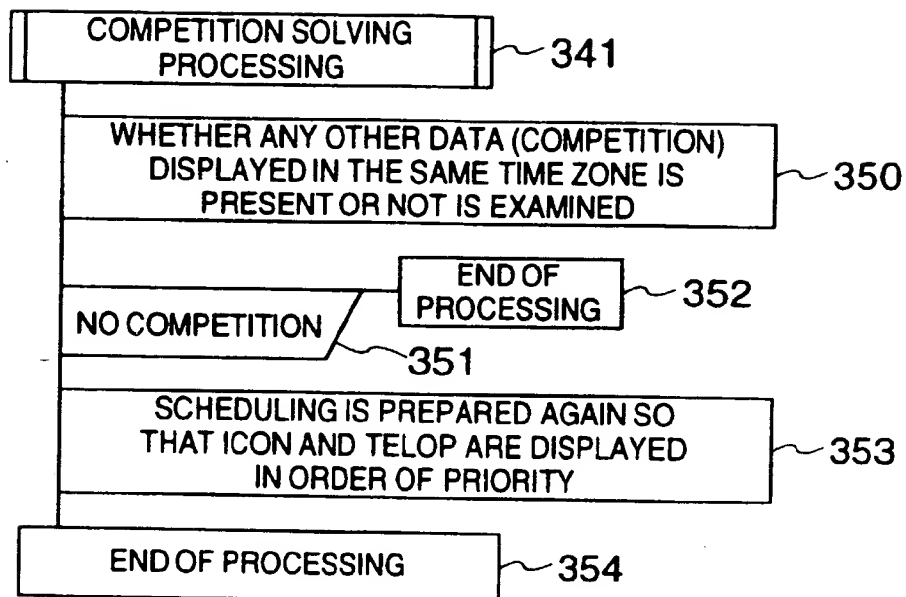 COMPETITION SOLVING
PROCESSING
341
WHETHER ANY OTHER DATA (COMPETITION)
DISPLAYED IN THE SAME TIME ZONE IS
PRESENT OR NOT IS EXAMINED
350
END OF
PROCESSING
352
NO COMPETITION
351
SCHEDULING IS PREPARED AGAIN SO
THAT ICON AND TELOP ARE DISPLAYED
IN ORDER OF PRIORITY
353
END OF PROCESSING
354